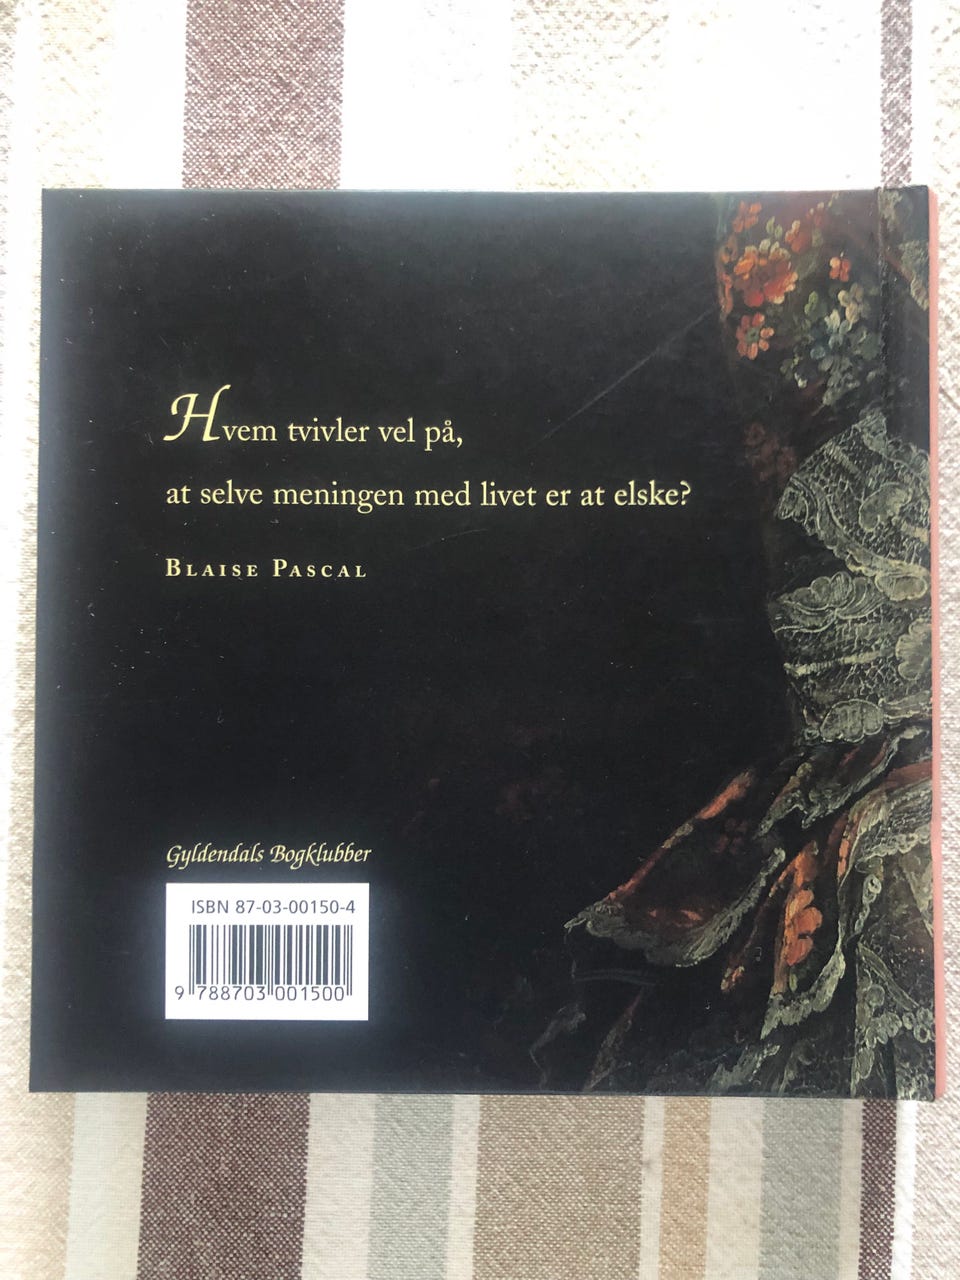 Hvem tvivler vel på,
at selve meningen med livet er at elske?
BLAISE PASCAL
Gyldendals Bogklubber
ISBN 87-03-00150-4
9 788703 001500